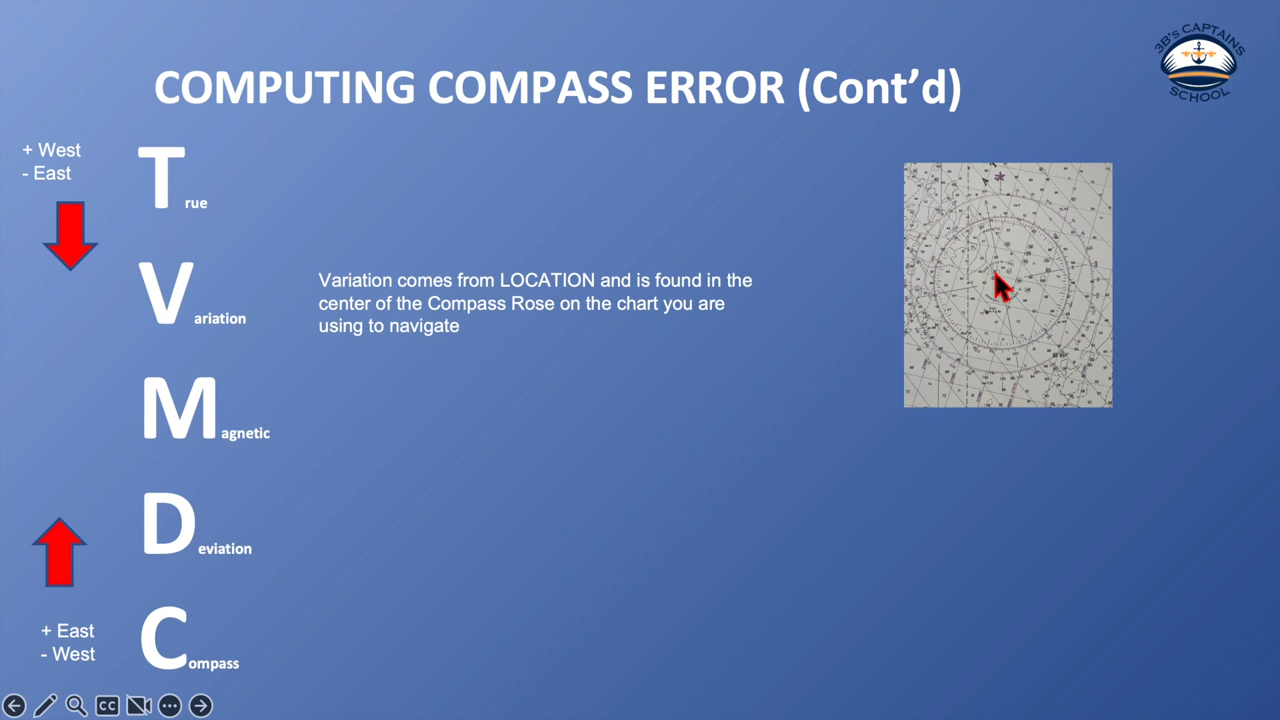 COMPUTING COMPASS ERROR (Cont’d)
3B's CAPTAINS
SCHOOL
+ West
- East
True
Variation
Variation comes from LOCATION and is found in the
center of the Compass Rose on the chart you are
using to navigate
Magnetic
Deviation
+ East
- West
Compass
CC